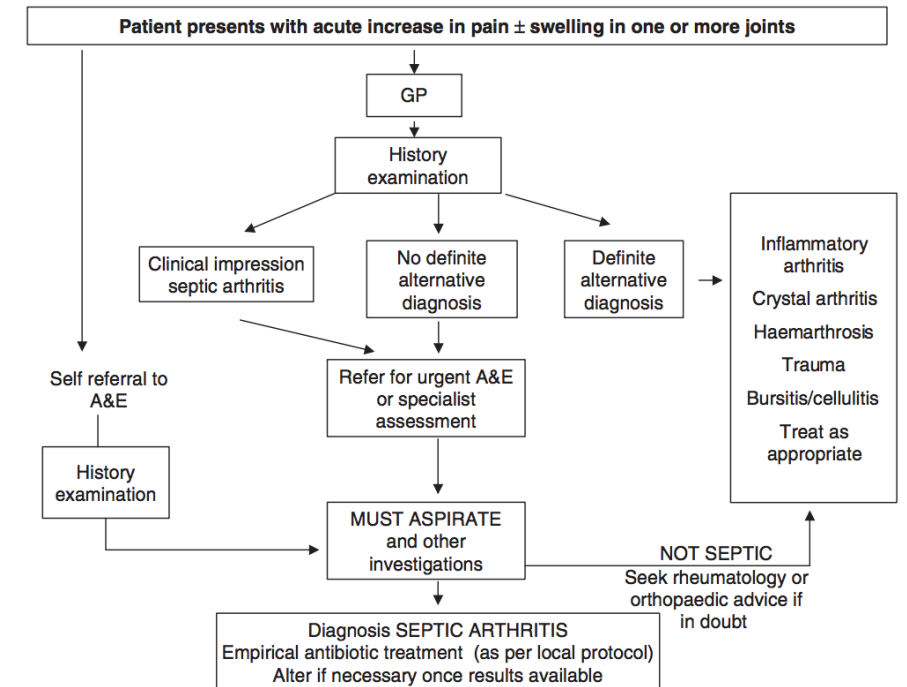 Patient presents with acute increase in pain ± swelling in one or more joints
GP
History
examination
Clinical impression
septic arthritis
No definite
alternative
diagnosis
Definite
alternative
diagnosis
Inflammatory
arthritis
Crystal arthritis
Haemarthrosis
Trauma
Bursitis/cellulitis
Treat as
appropriate
Self referral to
A&E
Refer for urgent A&E
or specialist
assessment
History
examination
MUST ASPIRATE
and other
investigations
NOT SEPTIC
Seek rheumatology or
orthopaedic advice if
in doubt
Diagnosis SEPTIC ARTHRITIS
Empirical antibiotic treatment (as per local protocol)
Alter if necessary once results available